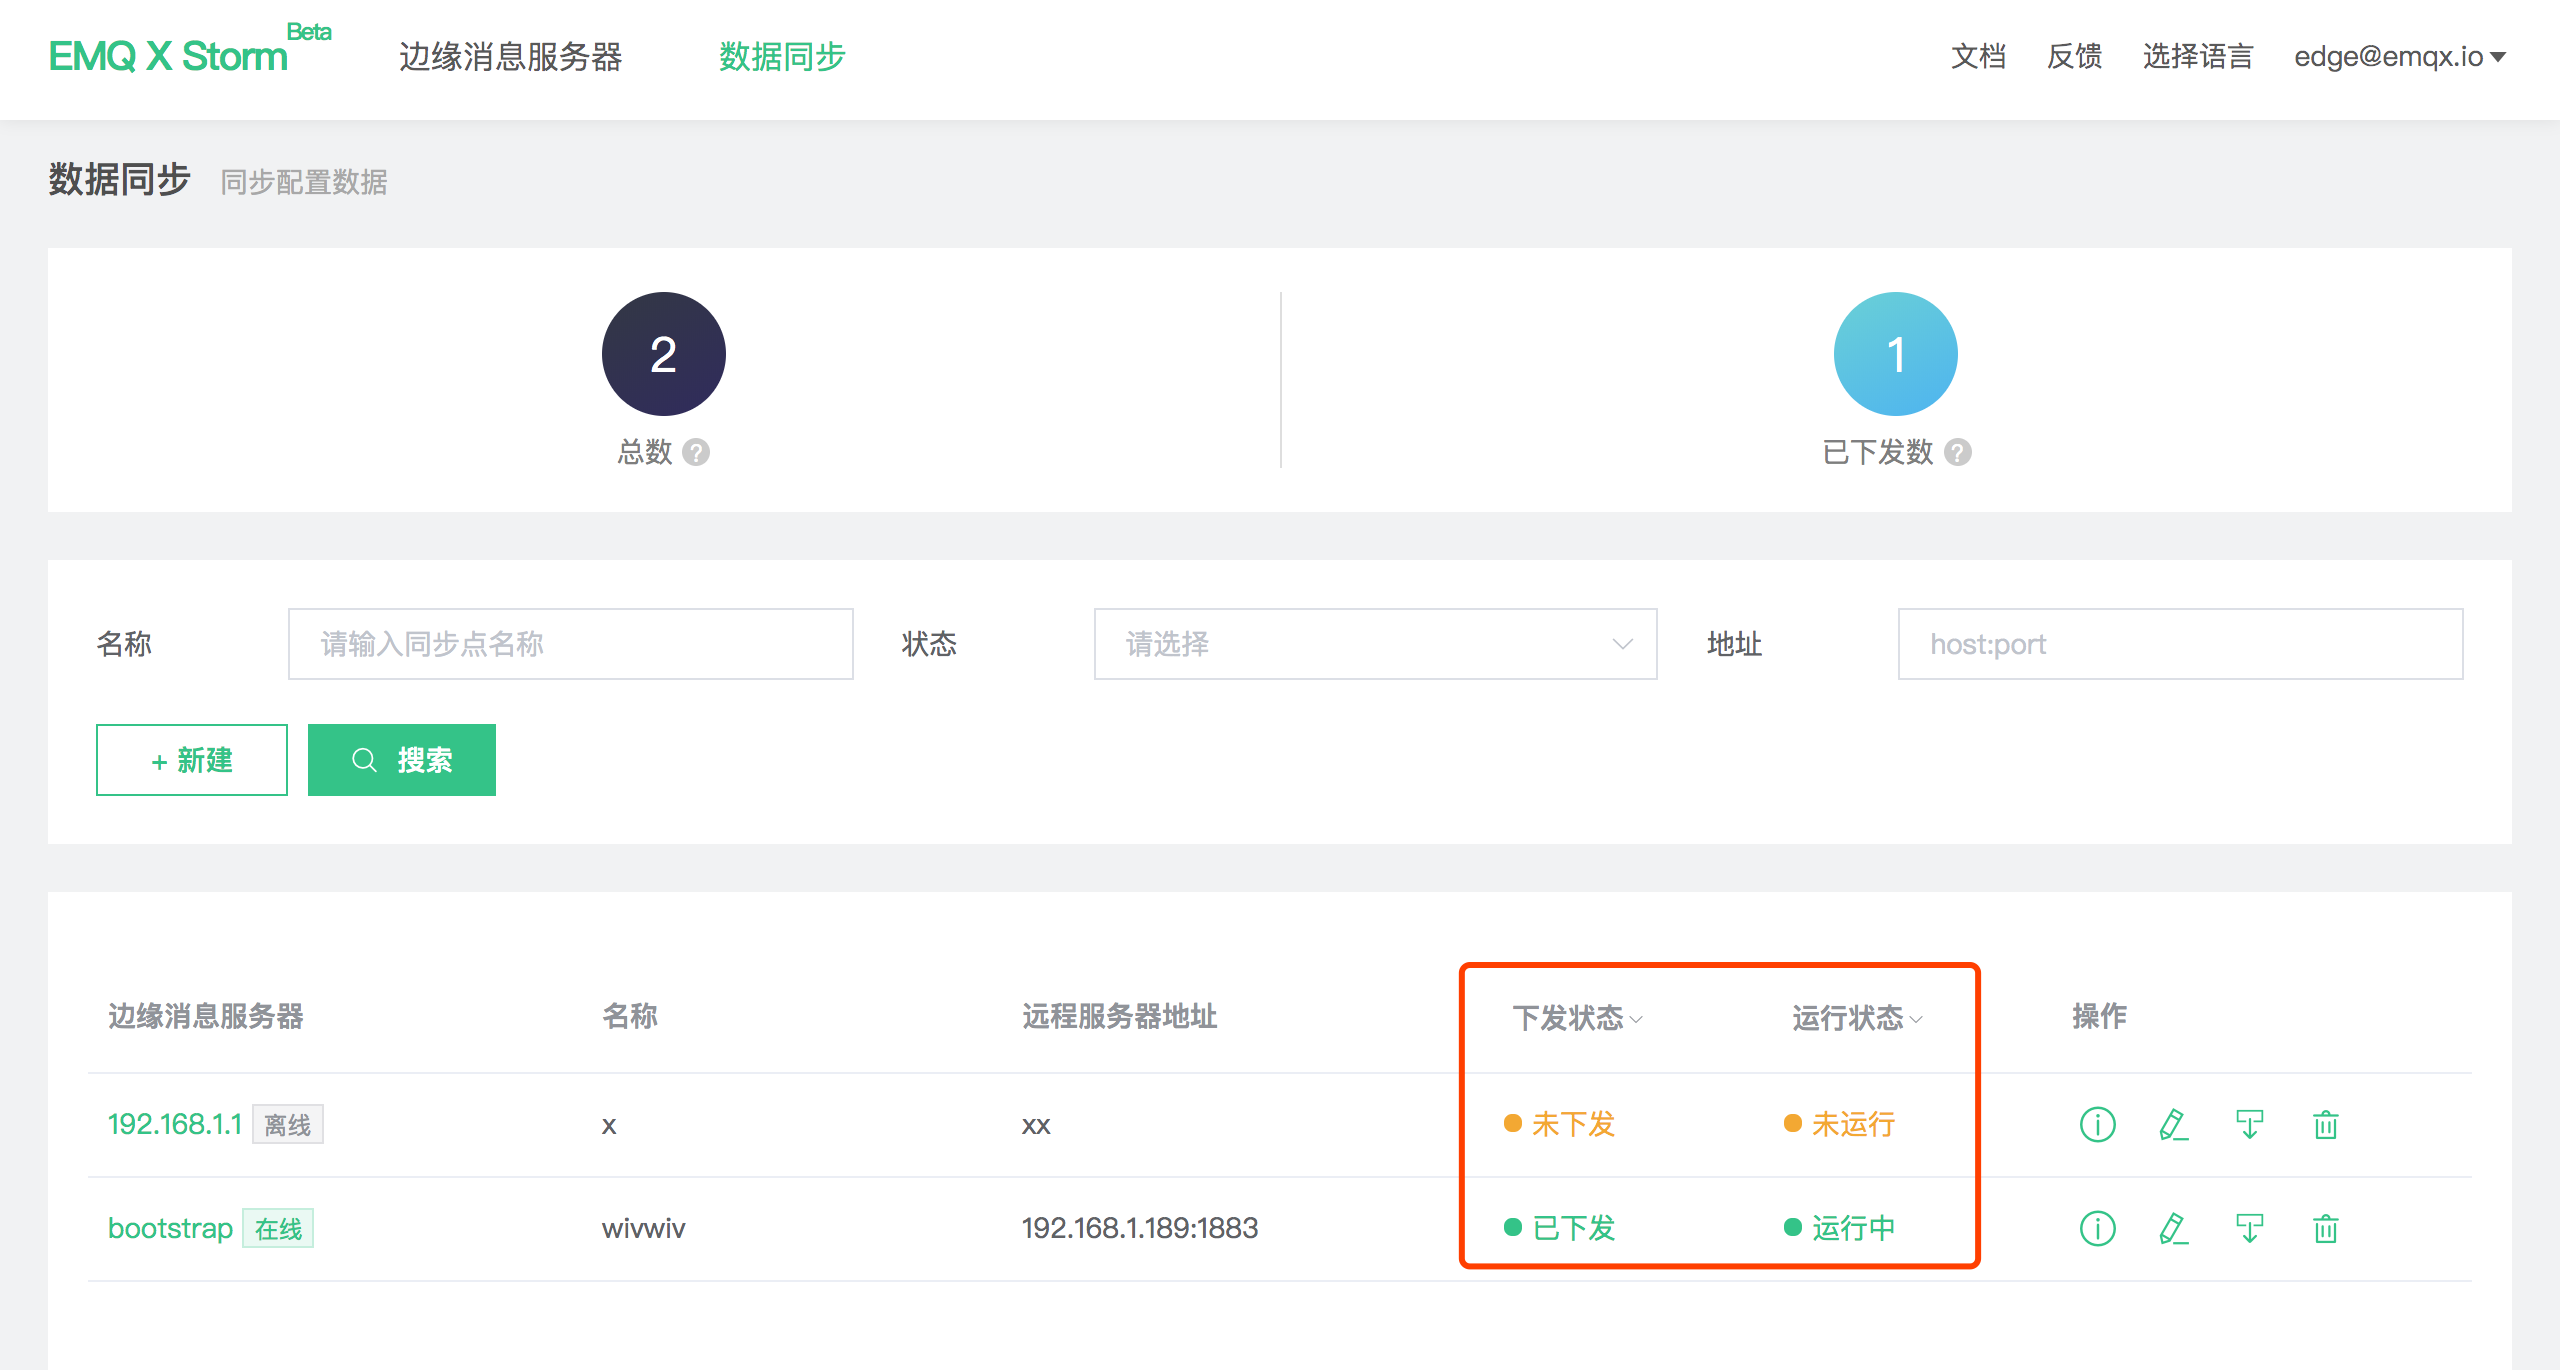 EMQ X Storm Beta 边缘消息服务器 数据同步 文档 反馈 选择语言 edge@emqx.io
数据同步 同步配置数据
2 1
总数 ? 已下发数 ?
名称 请输入同步点名称 状态 请选择 地址 host:port
+ 新建 搜索
边缘消息服务器 名称 远程服务器地址 下发状态 运行状态 操作
192.168.1.1 离线 x xx 未下发 未运行
bootstrap 在线 wivwiv 192.168.1.189:1883 已下发 运行中